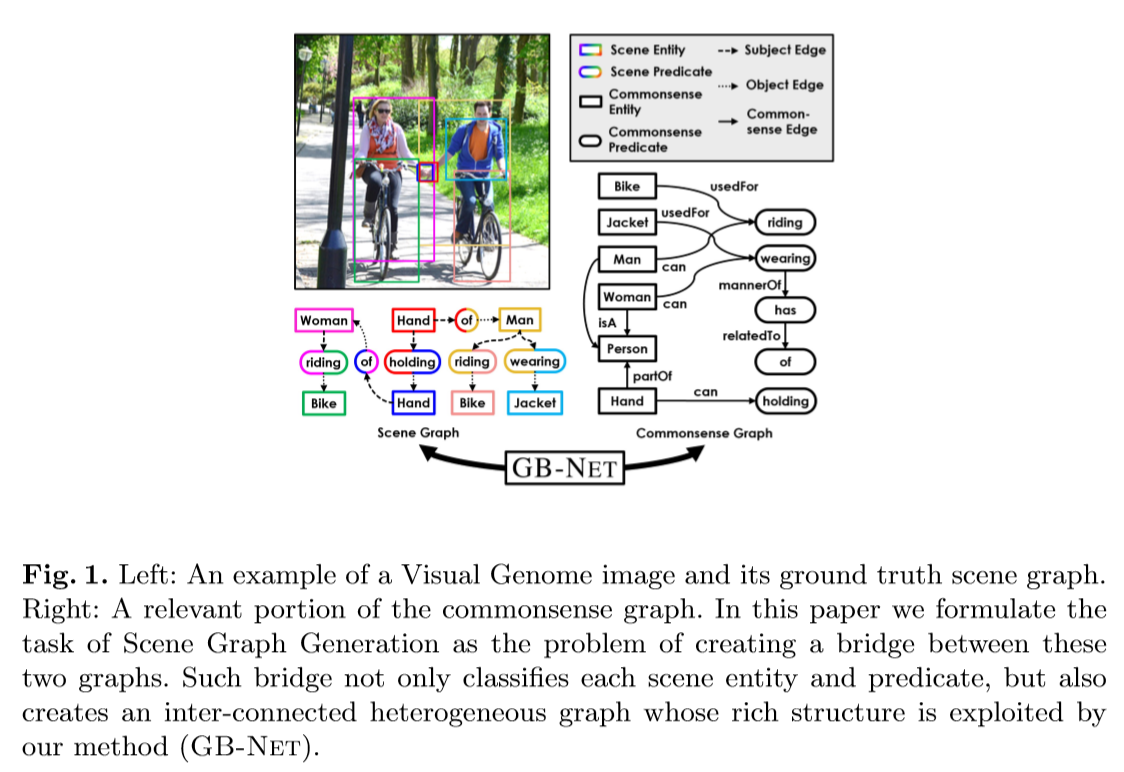 Scene Entity
Scene Predicate
Commonsense
Entity
Commonsense
Predicate
Subject Edge
Object Edge
Common-
sense Edge
Bike
usedFor
Jacket
usedFor
riding
Man
can
wearing
Woman
can
mannerOf
has
isA
relatedTo
Person
of
partOf
Hand
can
holding
Woman
Hand
of
Man
riding
of
holding
riding
wearing
Bike
Hand
Bike
Jacket
Scene Graph
Commonsense Graph
GB-NET
Fig. 1. Left: An example of a Visual Genome image and its ground truth scene graph.
Right: A relevant portion of the commonsense graph. In this paper we formulate the
task of Scene Graph Generation as the problem of creating a bridge between these
two graphs. Such bridge not only classifies each scene entity and predicate, but also
creates an inter-connected heterogeneous graph whose rich structure is exploited by
our method (GB-NET).